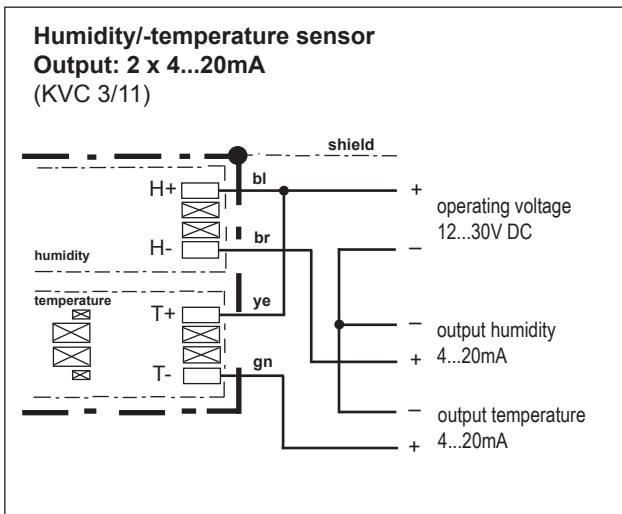 Humidity/-temperature sensor
Output: 2 x 4...20mA
(KVC 3/11)
shield
H+
bl
+
operating voltage
12...30V DC
H-
br
–
humidity
temperature
T+
ye
–
output humidity
+
4...20mA
T-
gn
–
output temperature
+
4...20mA